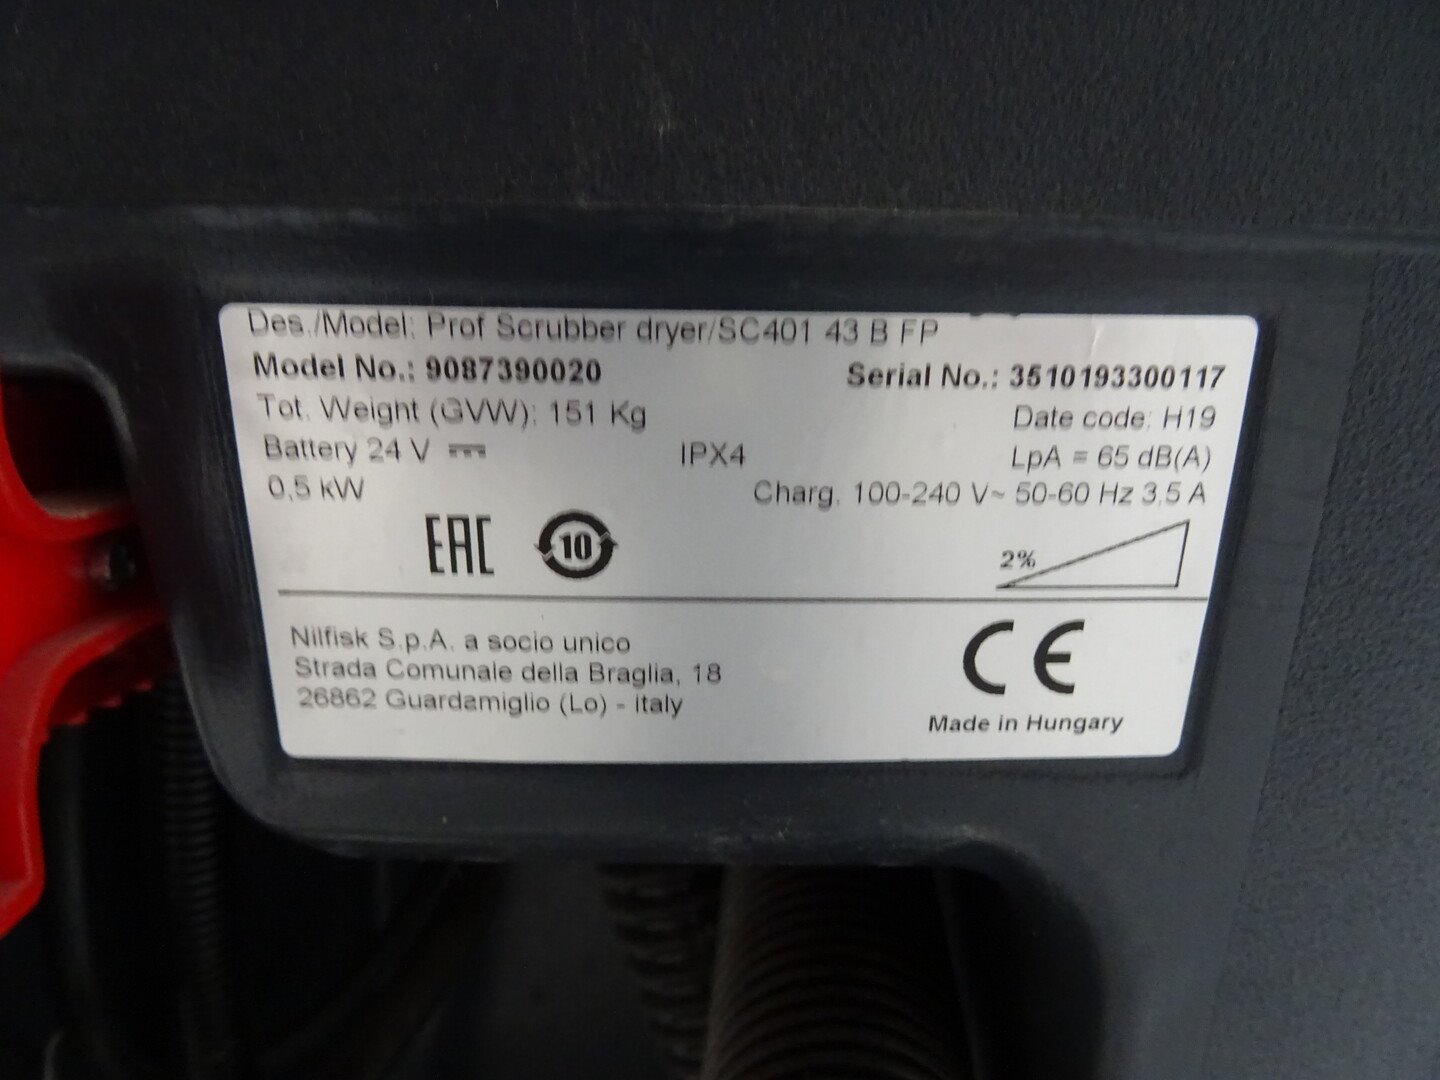 Des./Model: Prof Scrubber dryer/SC401 43 B FP
Model No.: 9087390020 Serial No.: 3510193300117
Tot. Weight (GVW): 151 Kg Date code: H19
Battery 24 V IPX4 LpA = 65 dB(A)
0,5 kW Charg. 100-240 V~ 50-60 Hz 3,5 A
EAC 10 2%
Nilfisk S.p.A. a socio unico
Strada Comunale della Braglia, 18
26862 Guardamiglio (Lo) - italy
CE
Made in Hungary